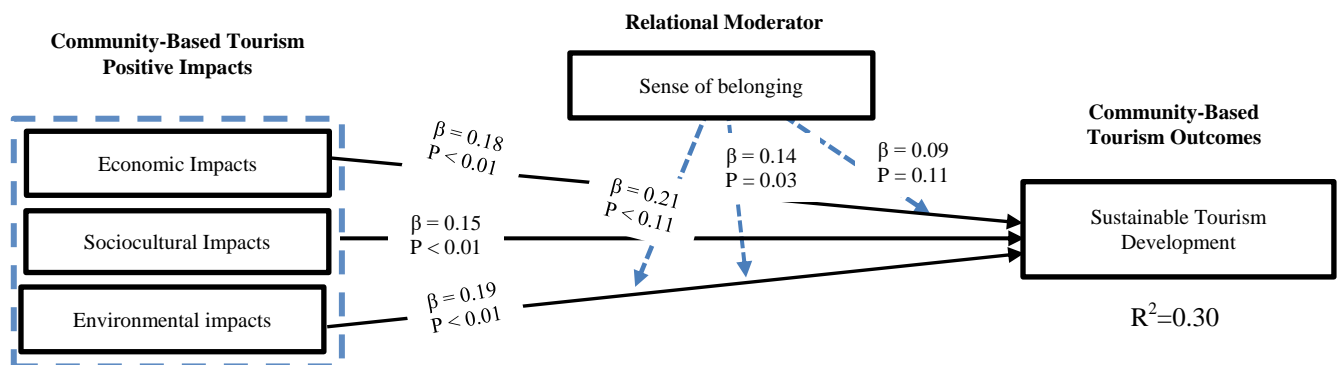 Relational Moderator
Community-Based Tourism
Positive Impacts
Sense of belonging
Community-Based
Tourism Outcomes
Economic Impacts
β = 0.18
P < 0.01
β = 0.21
P < 0.11
β = 0.14
P = 0.03
β = 0.09
P = 0.11
Sociocultural Impacts
β = 0.15
P < 0.01
Sustainable Tourism
Development
Environmental impacts
β = 0.19
P < 0.01
R²=0.30